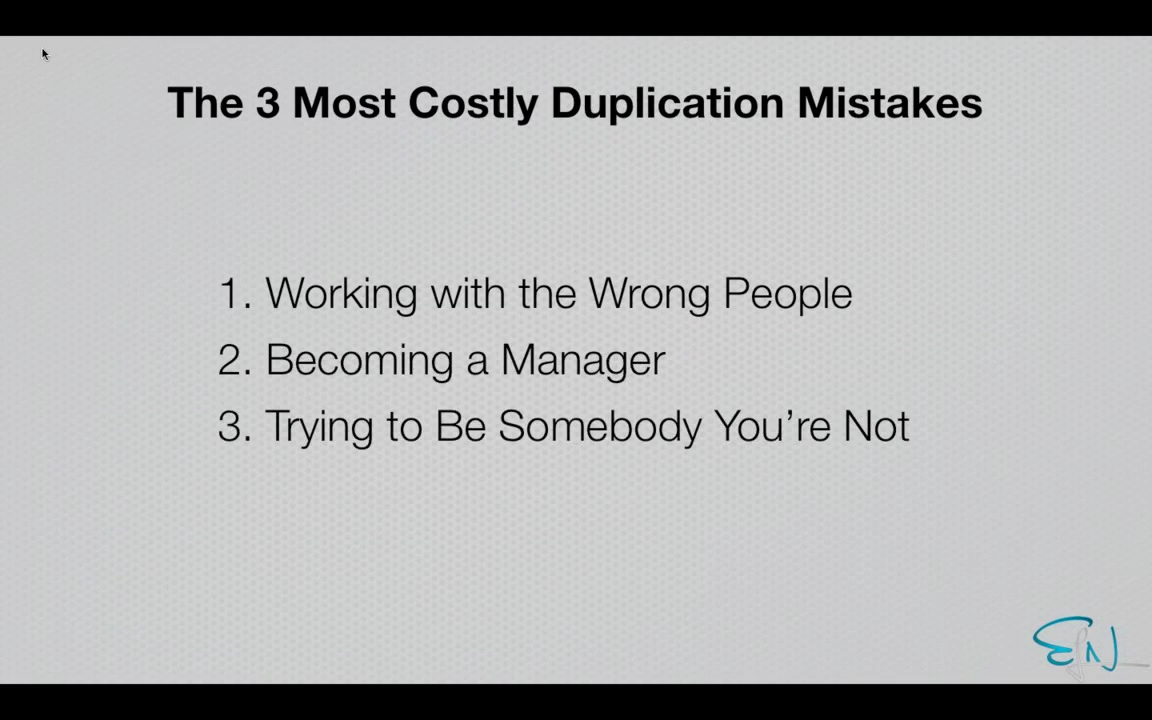 The 3 Most Costly Duplication Mistakes
1. Working with the Wrong People
2. Becoming a Manager
3. Trying to Be Somebody You’re Not